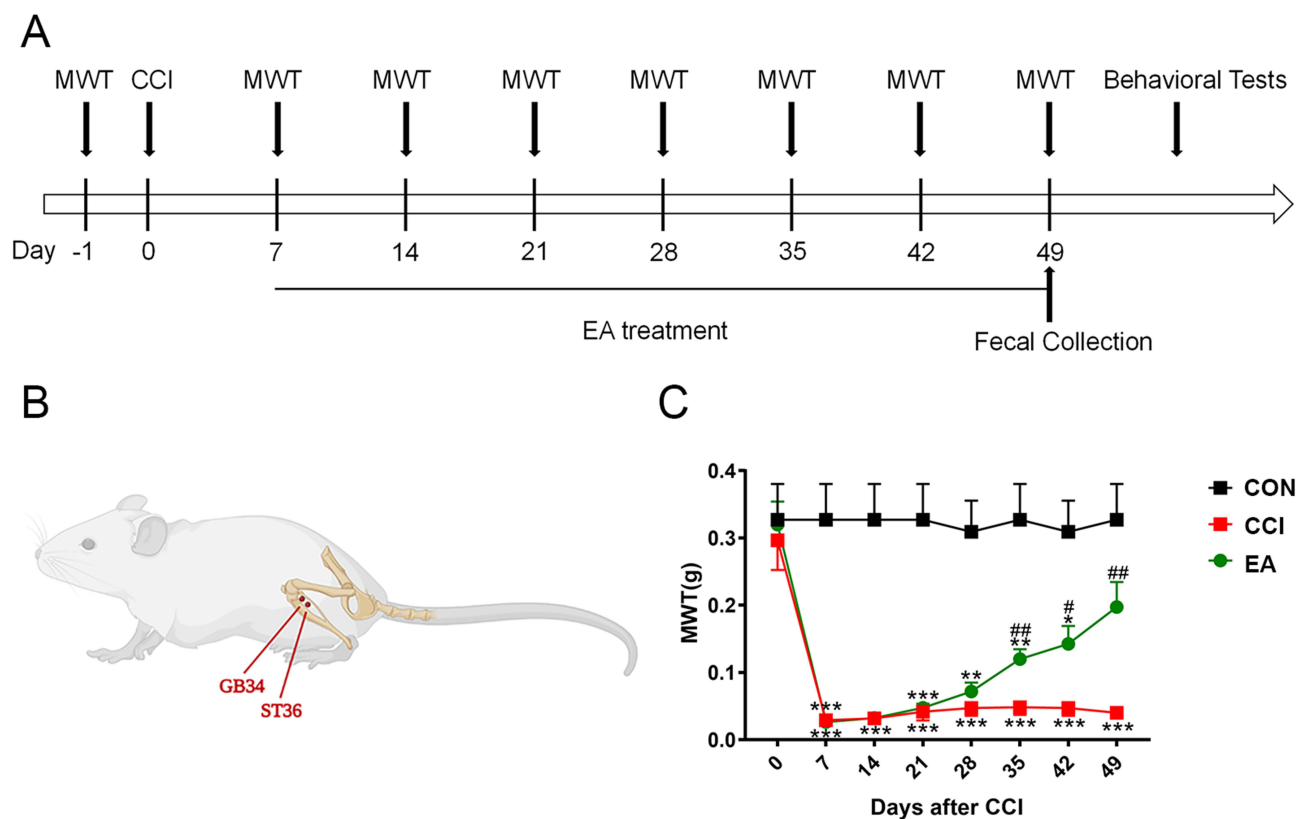 A
MWT CCI MWT MWT MWT MWT MWT MWT MWT Behavioral Tests
Day -1 0 7 14 21 28 35 42 49
EA treatment
Fecal Collection
B
GB34
ST36
C
MWT(g)
0.4
0.3
0.2
0.1
0.0
##
#
*
##
**
**
***
***
***
***
***
***
***
***
***
0 7 14 21 28 35 42 49
Days after CCI
CON
CCI
EA